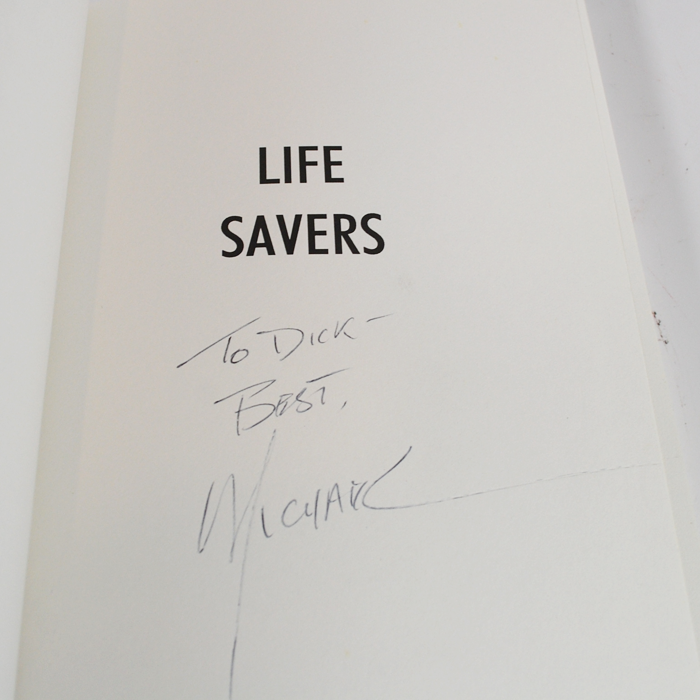 LIFE
SAVERS
To DICK-
BEST,
MICHAEL